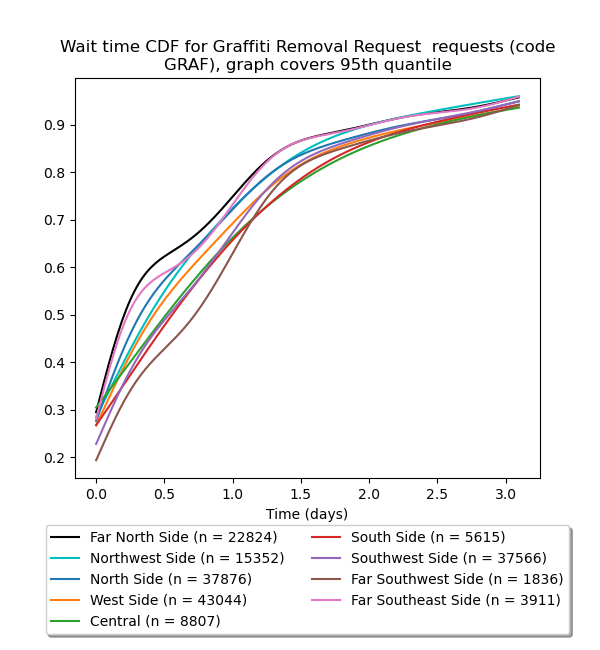 Wait time CDF for Graffiti Removal Request  requests (code
GRAF), graph covers 95th quantile
0.9
0.8
0.7
0.6
0.5
0.4
0.3
0.2
0.0 0.5 1.0 1.5 2.0 2.5 3.0
Time (days)
Far North Side (n = 22824)
Northwest Side (n = 15352)
North Side (n = 37876)
West Side (n = 43044)
Central (n = 8807)
South Side (n = 5615)
Southwest Side (n = 37566)
Far Southwest Side (n = 1836)
Far Southeast Side (n = 3911)